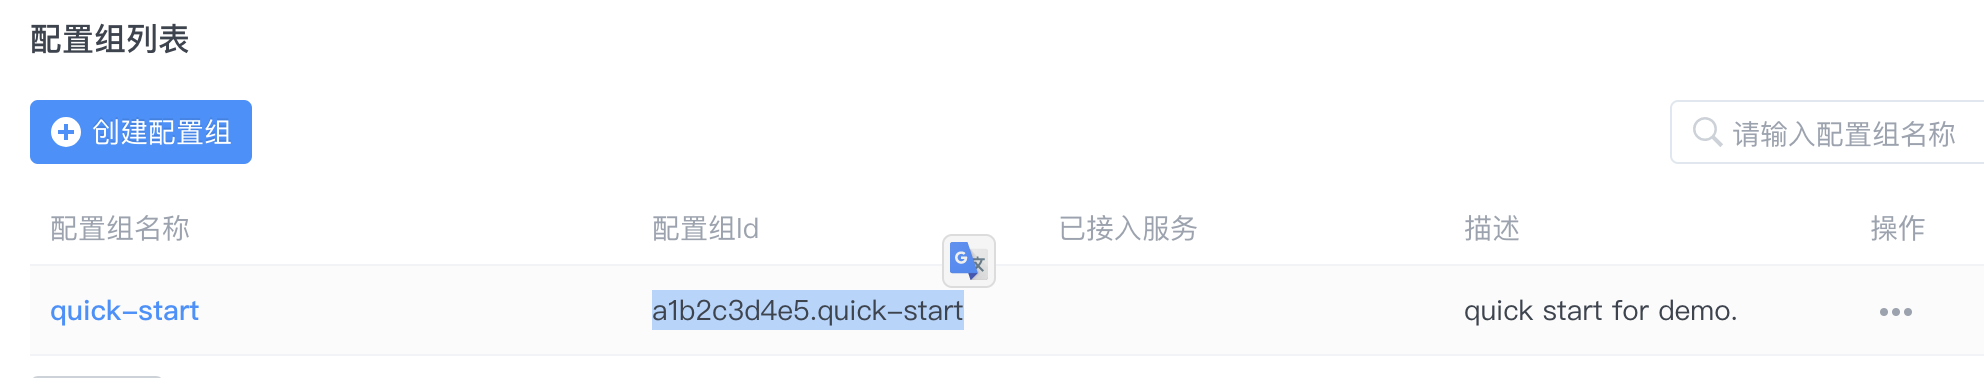 配置组列表
创建配置组
请输入配置组名称
配置组名称 配置组Id 已接入服务 描述 操作
quick-start a1b2c3d4e5.quick-start quick start for demo.